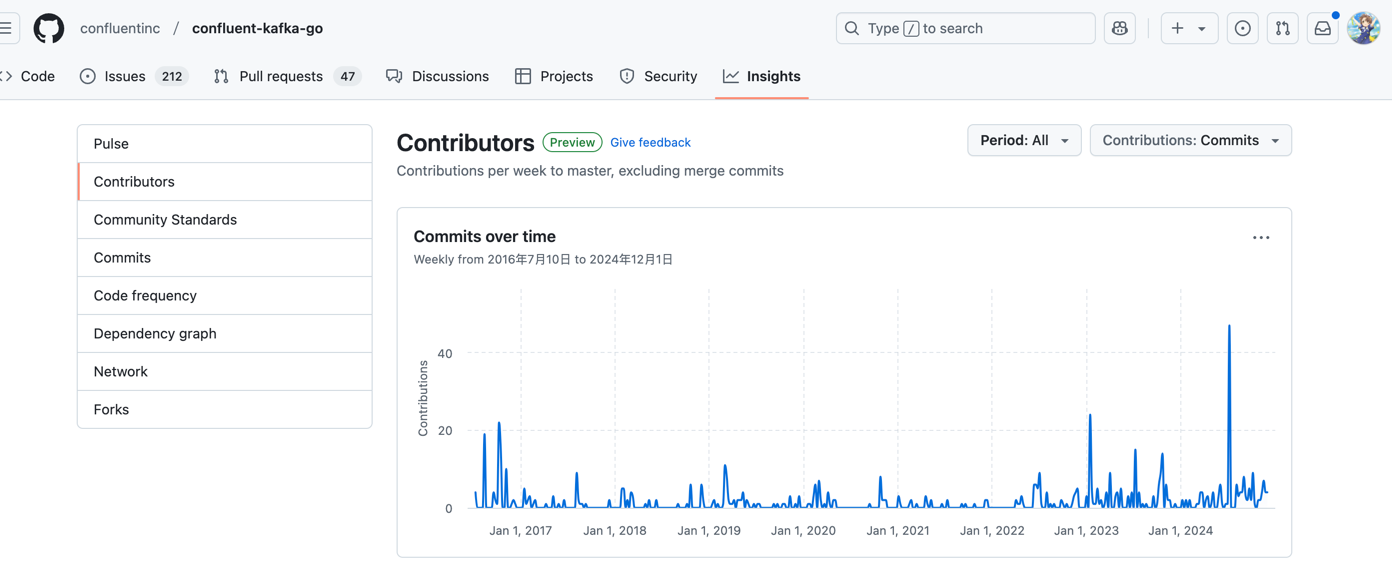 confluentinc / confluent-kafka-go
Type / to search
Code
Issues 212
Pull requests 47
Discussions
Projects
Security
Insights
Pulse
Contributors
Community Standards
Commits
Code frequency
Dependency graph
Network
Forks
Contributors Preview Give feedback
Period: All
Contributions: Commits
Contributions per week to master, excluding merge commits
Commits over time
Weekly from 2016年7月10日 to 2024年12月1日
Contributions
40
20
0
Jan 1, 2017 Jan 1, 2018 Jan 1, 2019 Jan 1, 2020 Jan 1, 2021 Jan 1, 2022 Jan 1, 2023 Jan 1, 2024